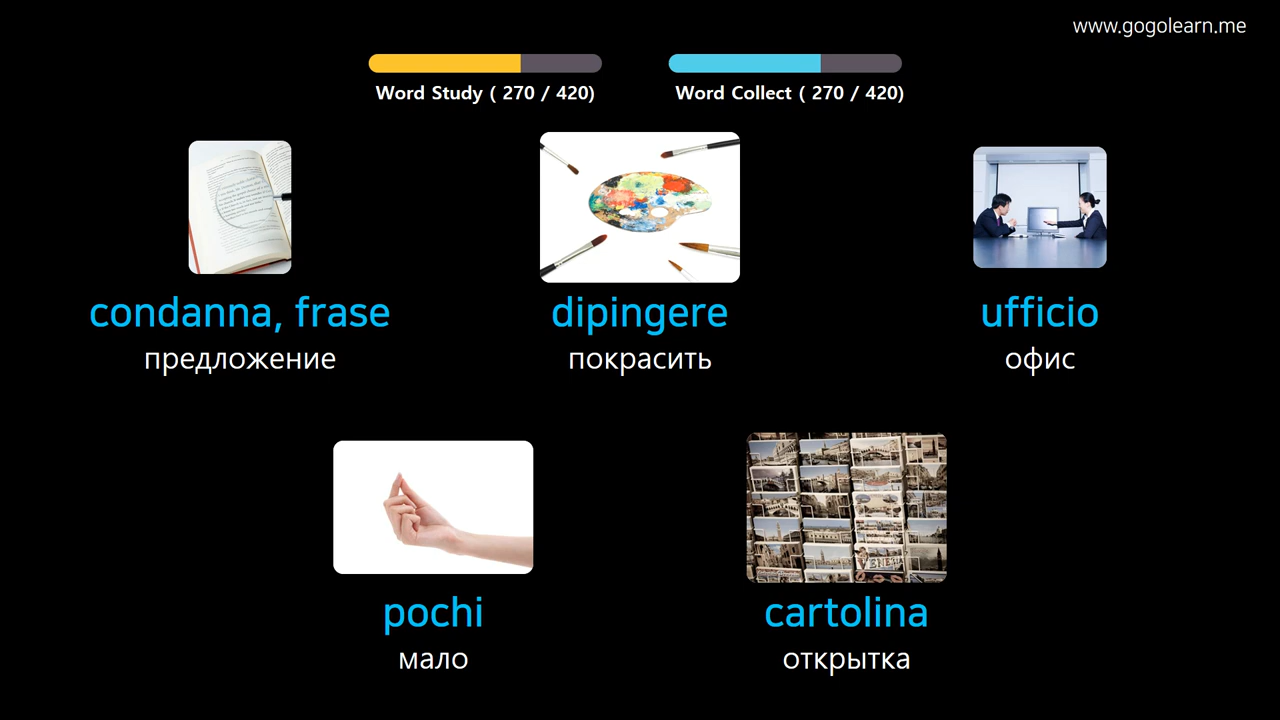 www.gogolearn.me
Word Study ( 270 / 420)
Word Collect ( 270 / 420)
condanna, frase
предложение
dipingere
покрасить
ufficio
офис
pochi
мало
cartolina
открытка